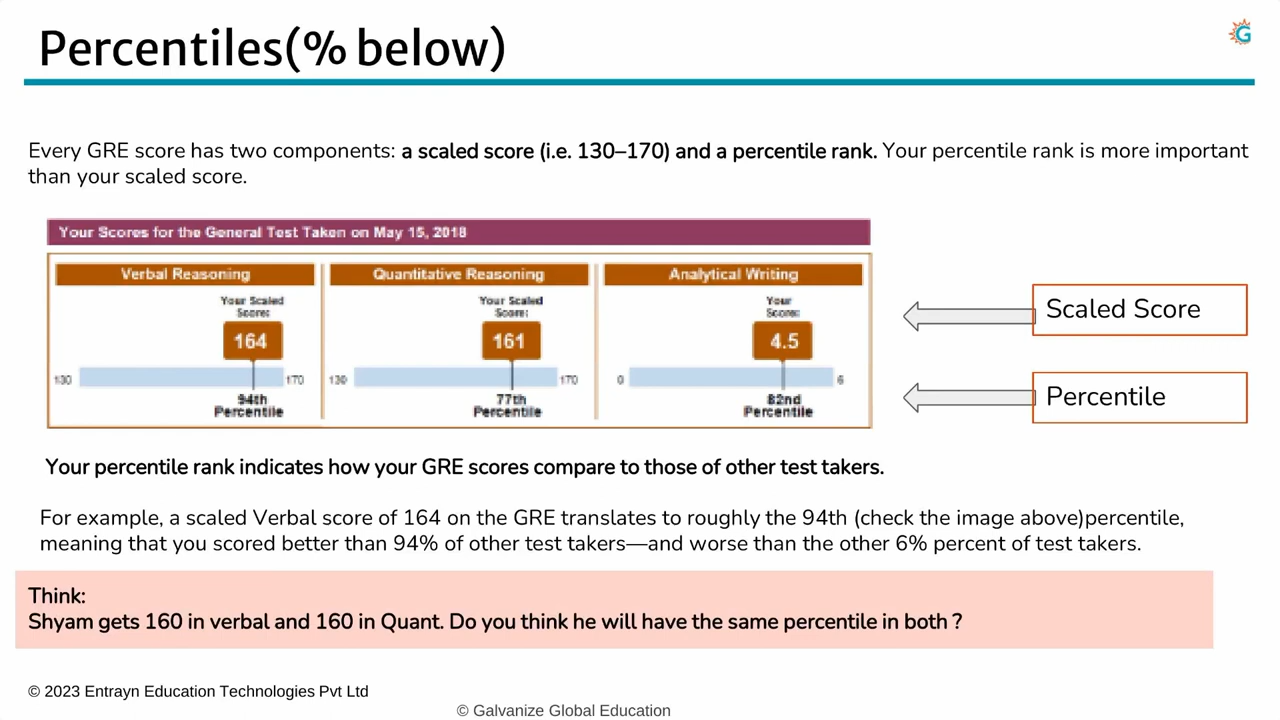 Percentiles(% below)
G
Every GRE score has two components: a scaled score (i.e. 130–170) and a percentile rank. Your percentile rank is more important
than your scaled score.
Your Scores for the General Test Taken on May 15, 2018
Verbal Reasoning
Your Scaled
Score:
164
130
170
94th
Percentile
Quantitative Reasoning
Your Scaled
Score:
161
130
170
77th
Percentile
Analytical Writing
Your
Score:
4.5
0
6
82nd
Percentile
Scaled Score
Percentile
Your percentile rank indicates how your GRE scores compare to those of other test takers.
For example, a scaled Verbal score of 164 on the GRE translates to roughly the 94th (check the image above)percentile,
meaning that you scored better than 94% of other test takers—and worse than the other 6% percent of test takers.
Think:
Shyam gets 160 in verbal and 160 in Quant. Do you think he will have the same percentile in both ?
© 2023 Entrayn Education Technologies Pvt Ltd
© Galvanize Global Education